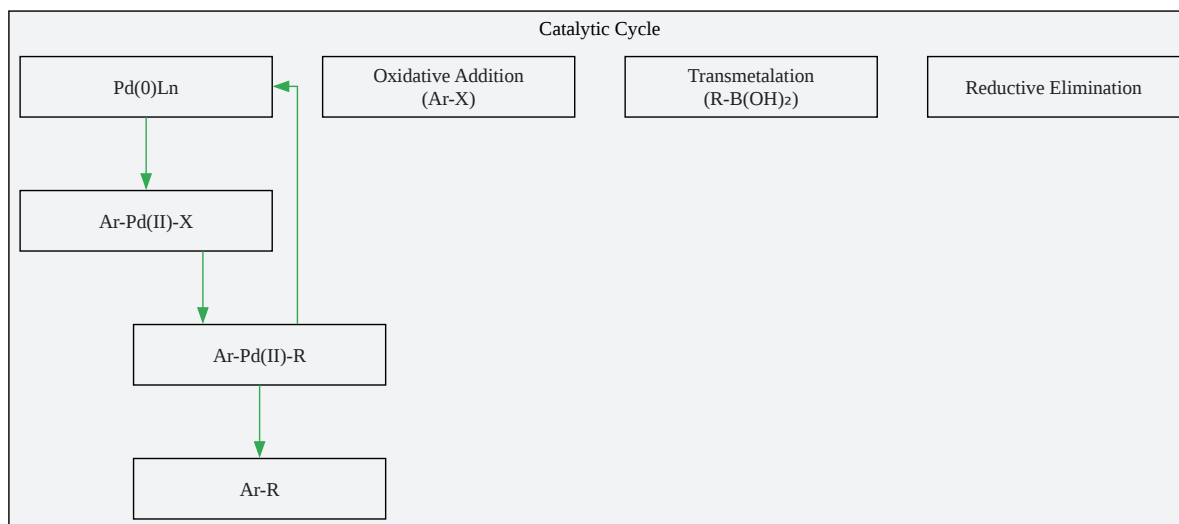 Catalytic Cycle
Pd(0)Ln
Oxidative Addition
(Ar-X)
Transmetalation
(R-B(OH)₂)
Reductive Elimination
Ar-Pd(II)-X
Ar-Pd(II)-R
Ar-R